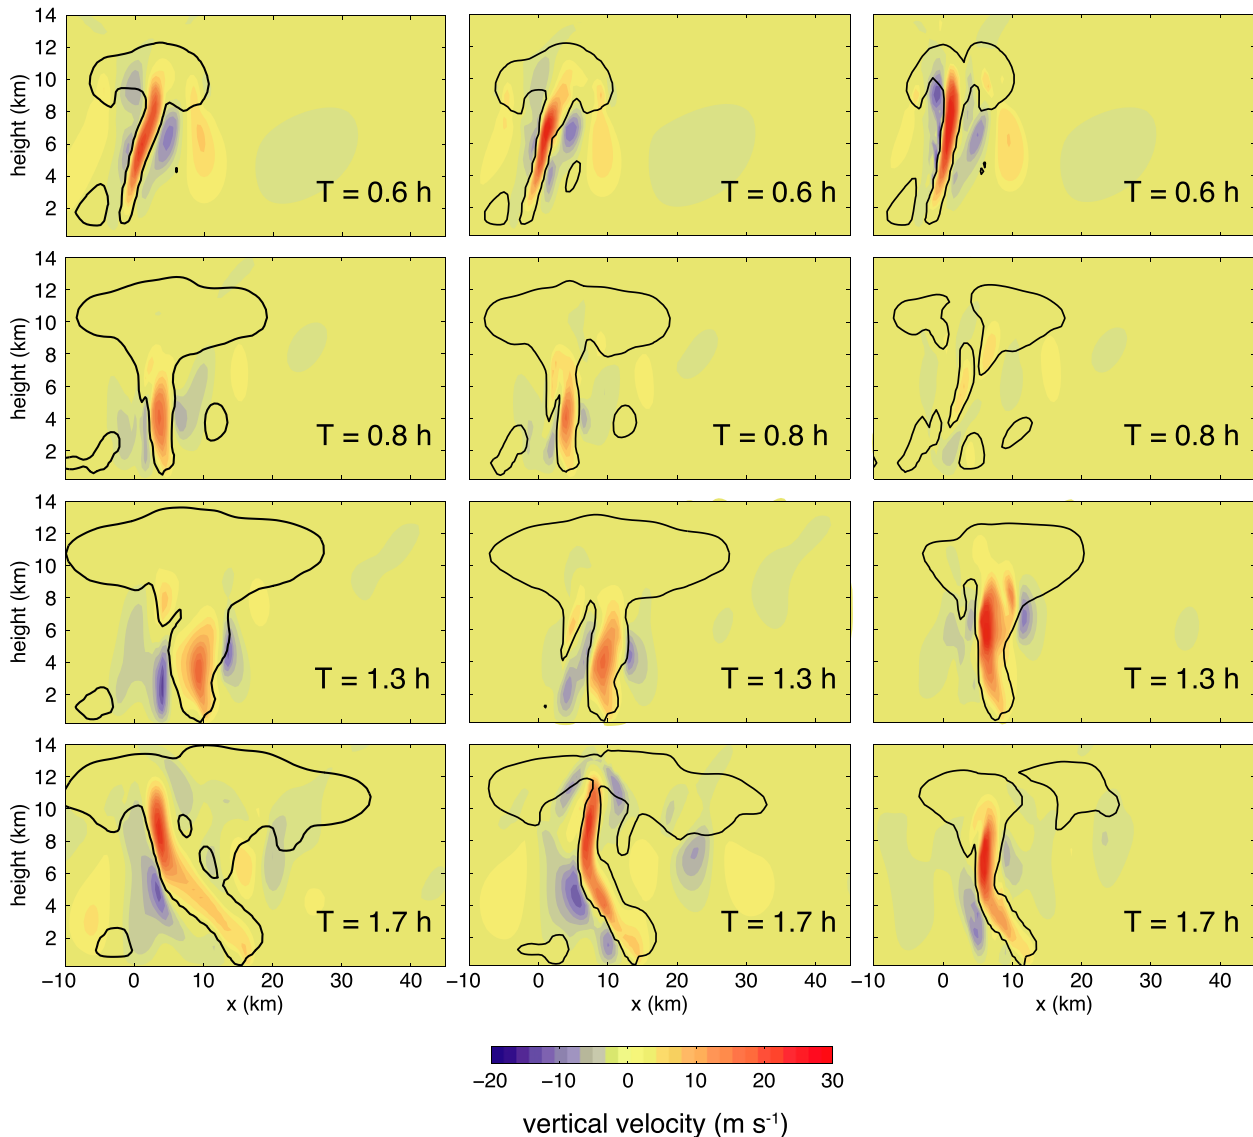 14
12
10
8
6
4
2
height (km)
T = 0.6 h
T = 0.6 h
T = 0.6 h
14
12
10
8
6
4
2
height (km)
T = 0.8 h
T = 0.8 h
T = 0.8 h
14
12
10
8
6
4
2
height (km)
T = 1.3 h
T = 1.3 h
T = 1.3 h
14
12
10
8
6
4
2
height (km)
T = 1.7 h
T = 1.7 h
T = 1.7 h
−10 0 10 20 30 40 −10 0 10 20 30 40 −10 0 10 20 30 40
x (km) x (km) x (km)
−20 −10 0 10 20 30
vertical velocity (m s⁻¹)